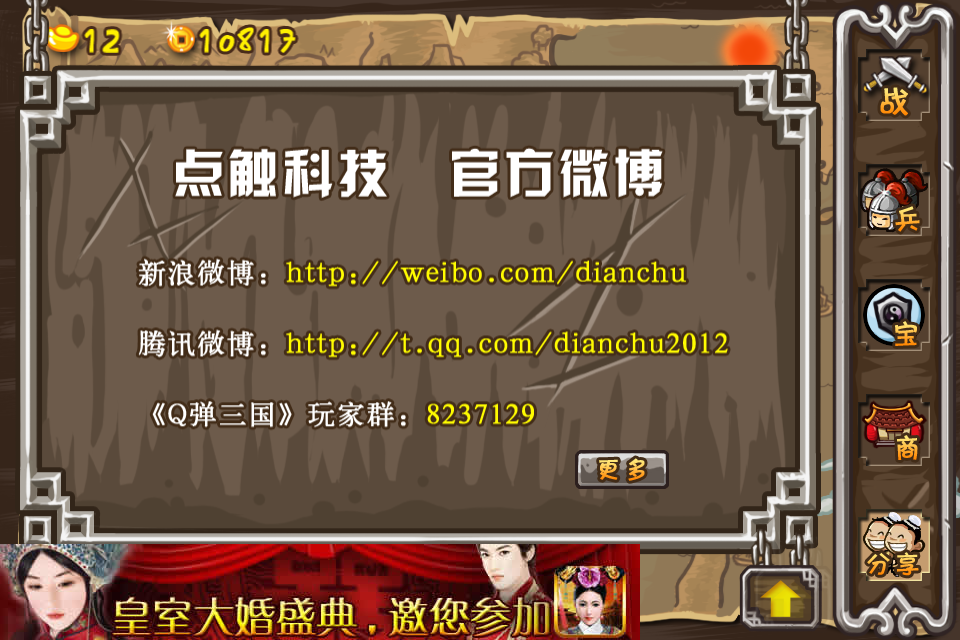 12 10817
点触科技 官方微博
新浪微博：http://weibo.com/dianchu
腾讯微博：http://t.qq.com/dianchu2012
《Q弹三国》玩家群：8237129
更多
皇室大婚盛典，邀您参加
战
兵
宝
商
分享